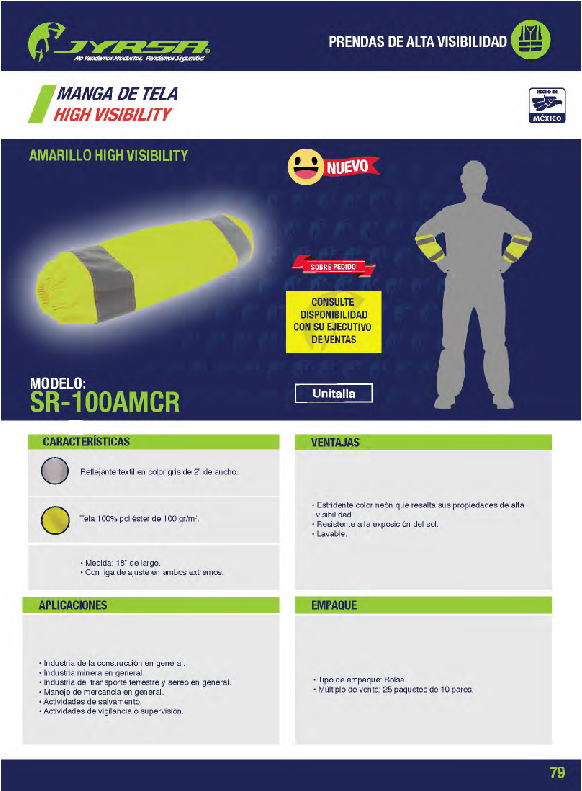 JYRSA®
No Vendemos Productos, Vendemos Seguridad
PRENDAS DE ALTA VISIBILIDAD
MANGA DE TELA
HIGH VISIBILITY
HECHO EN
MÉXICO
AMARILLO HIGH VISIBILITY
NUEVO
SOBRE PEDIDO
CONSULTE
DISPONIBILIDAD
CON SU EJECUTIVO
DE VENTAS
MODELO:
SR-100AMCR
Unitalla
CARACTERÍSTICAS
Reflejante textil en color gris de 2" de ancho.
Tela 100% poliéster de 100 gr/m².
• Medida: 18" de largo.
• Con liga de ajuste en ambos extremos.
VENTAJAS
• Estridente color neón que resalta sus propiedades de alta
visibilidad.
• Resistente a la exposición del sol.
• Lavable.
APLICACIONES
• Industria de la construcción en general.
• Industria minera en general.
• Industria del transporte terrestre y aéreo en general.
• Manejo de mercancía en general.
• Actividades de salvamento.
• Actividades de vigilancia o supervisión.
EMPAQUE
• Tipo de empaque: Bolsa.
• Múltiplo de venta: 25 paquetes de 10 pares.
79